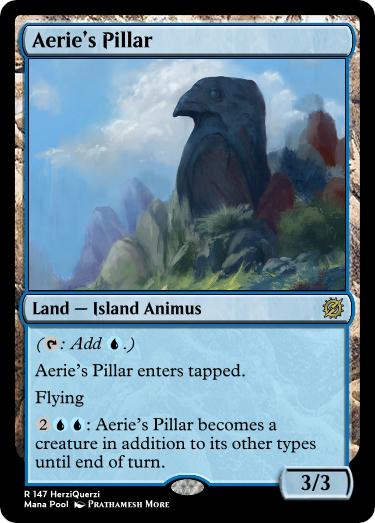 Aerie's Pillar
Land — Island Animus
(T: Add U.)
Aerie's Pillar enters tapped.
Flying
2UU: Aerie's Pillar becomes a
creature in addition to its other types
until end of turn.
3/3
R 147 HerziQuerzi
Mana Pool Prathamesh More